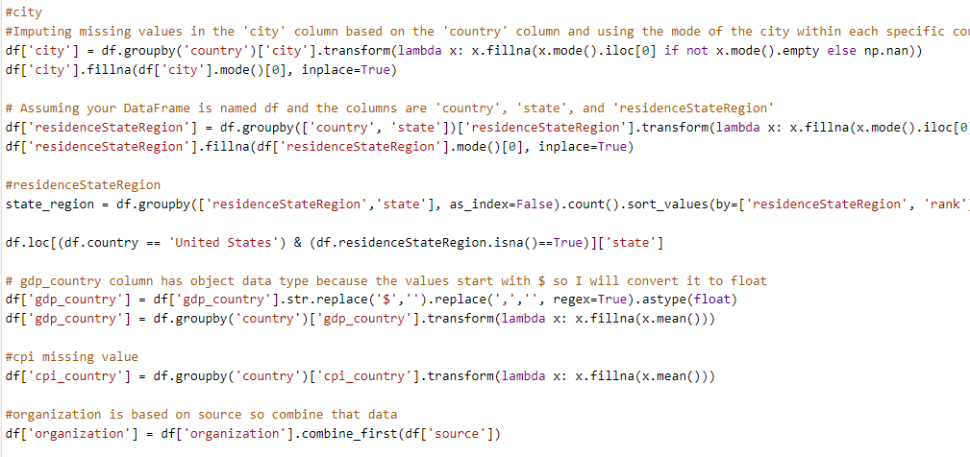 #city
#Imputing missing values in the 'city' column based on the 'country' column and using the mode of the city within each specific
df['city'] = df.groupby('country')['city'].transform(lambda x: x.fillna(x.mode().iloc[0] if not x.mode().empty else np.nan))
df['city'].fillna(df['city'].mode()[0], inplace=True)
# Assuming your DataFrame is named df and the columns are 'country', 'state', and 'residenceStateRegion'
df['residenceStateRegion'] = df.groupby(['country', 'state'])['residenceStateRegion'].transform(lambda x: x.fillna(x.mode().iloc[0
df['residenceStateRegion'].fillna(df['residenceStateRegion'].mode()[0], inplace=True)
#residenceStateRegion
state_region = df.groupby(['residenceStateRegion','state'], as_index=False).count().sort_values(by=['residenceStateRegion', 'rank'
df.loc[(df.country == 'United States') & (df.residenceStateRegion.isna()==True)]['state']
# gdp_country column has object data type because the values start with $ so I will convert it to float
df['gdp_country'] = df['gdp_country'].str.replace('$','').replace(',','', regex=True).astype(float)
df['gdp_country'] = df.groupby('country')['gdp_country'].transform(lambda x: x.fillna(x.mean()))
#cpi missing value
df['cpi_country'] = df.groupby('country')['cpi_country'].transform(lambda x: x.fillna(x.mean()))
#organization is based on source so combine that data
df['organization'] = df['organization'].combine_first(df['source'])